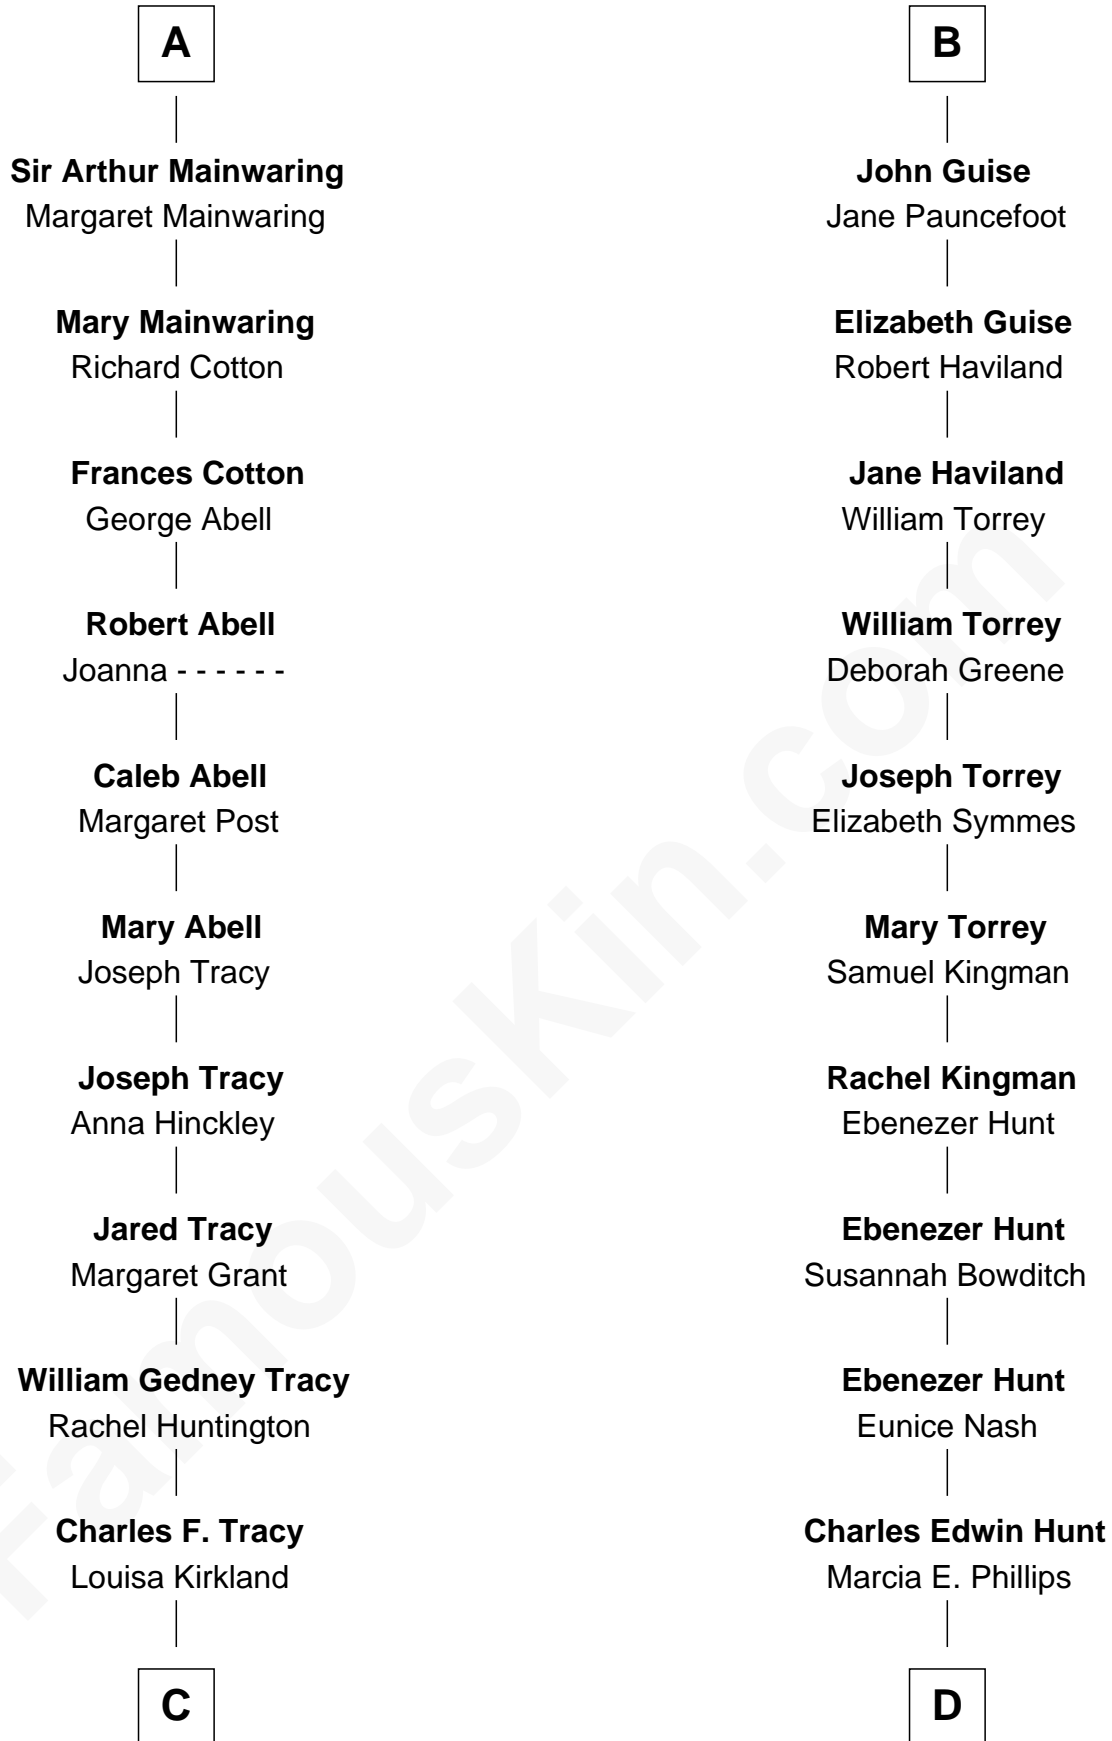 A
Sir Arthur Mainwaring
Margaret Mainwaring
Mary Mainwaring
Richard Cotton
Frances Cotton
George Abell
Robert Abell
Joanna - - - - - -
Caleb Abell
Margaret Post
Mary Abell
Joseph Tracy
Joseph Tracy
Anna Hinckley
Jared Tracy
Margaret Grant
William Gedney Tracy
Rachel Huntington
Charles F. Tracy
Louisa Kirkland
C
B
John Guise
Jane Pauncefoot
Elizabeth Guise
Robert Haviland
Jane Haviland
William Torrey
William Torrey
Deborah Greene
Joseph Torrey
Elizabeth Symmes
Mary Torrey
Samuel Kingman
Rachel Kingman
Ebenezer Hunt
Ebenezer Hunt
Susannah Bowditch
Ebenezer Hunt
Eunice Nash
Charles Edwin Hunt
Marcia E. Phillips
D
FamousKin.com